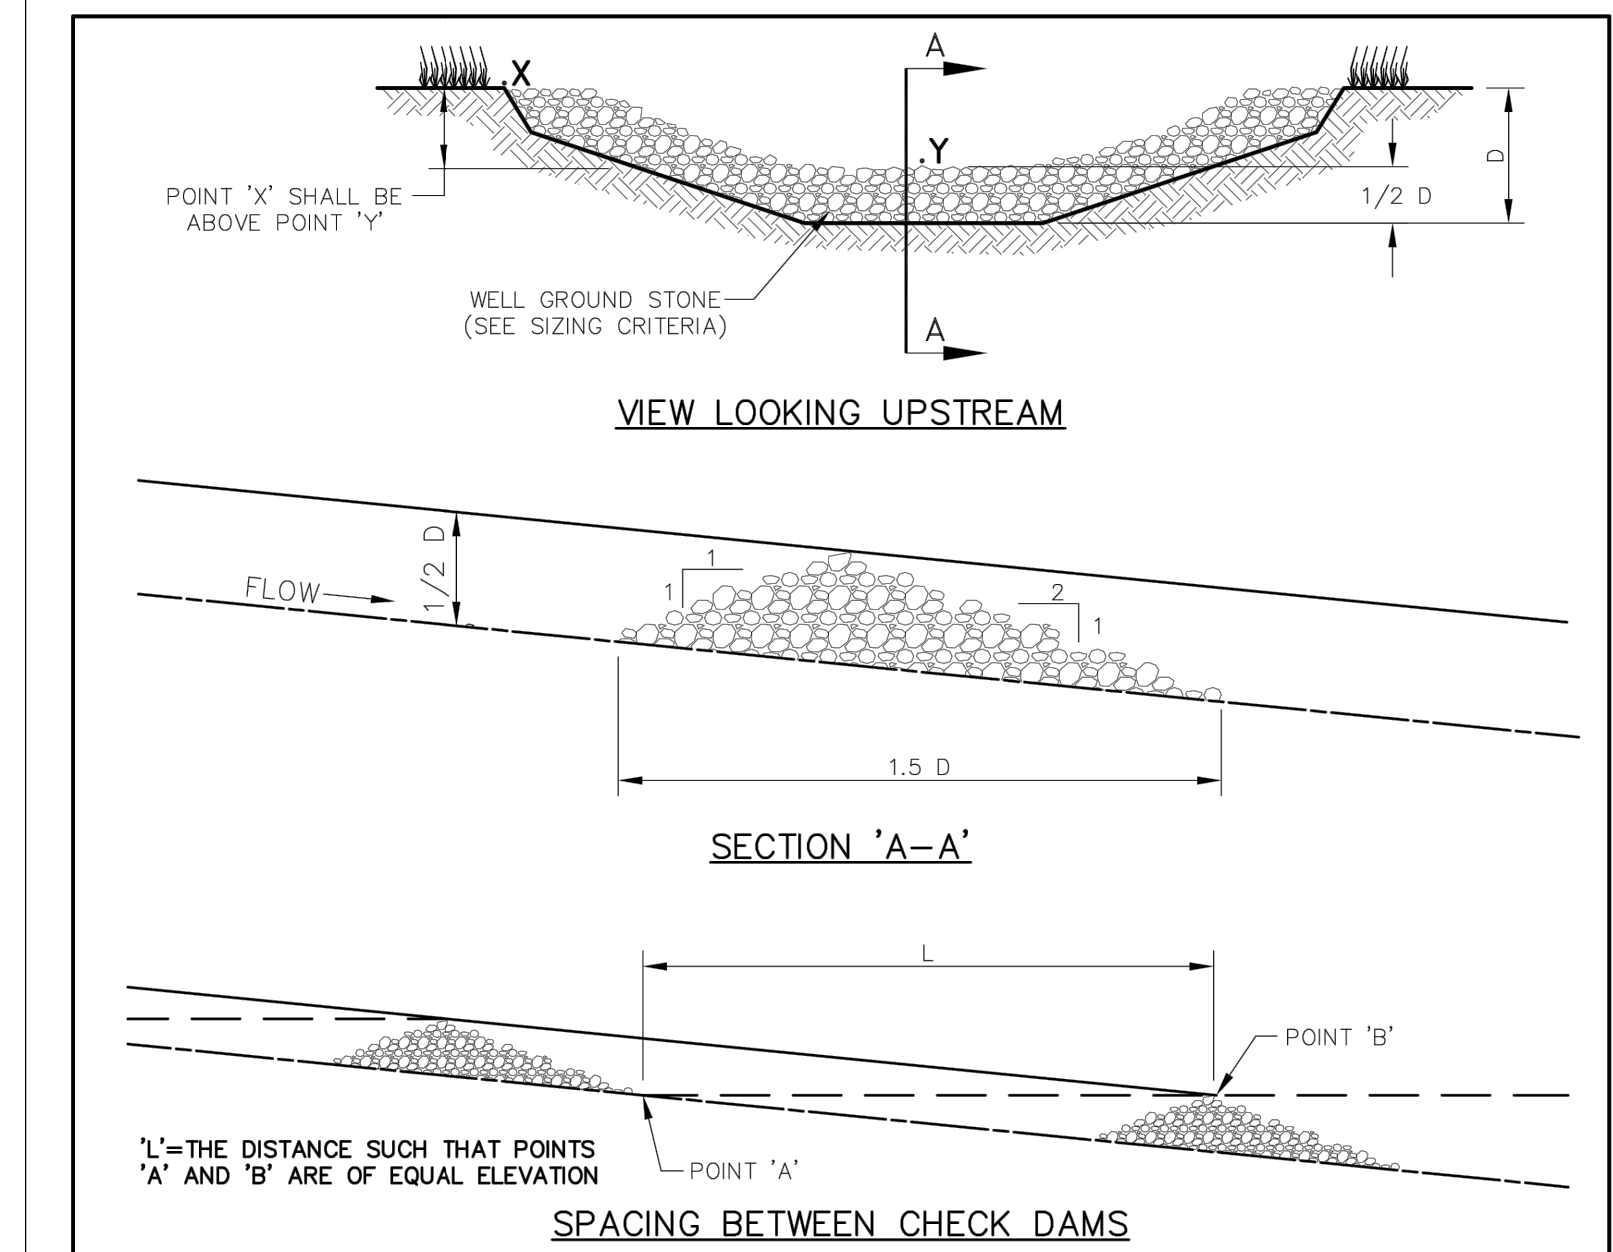 A
.X
.Y
D
1/2 D
POINT 'X' SHALL BE
ABOVE POINT 'Y'
WELL GROUND STONE
(SEE SIZING CRITERIA)
A
VIEW LOOKING UPSTREAM
1/2 D
FLOW
1
1
2
1
1.5 D
SECTION 'A-A'
L
POINT 'B'
'L'=THE DISTANCE SUCH THAT POINTS
'A' AND 'B' ARE OF EQUAL ELEVATION
POINT 'A'
SPACING BETWEEN CHECK DAMS